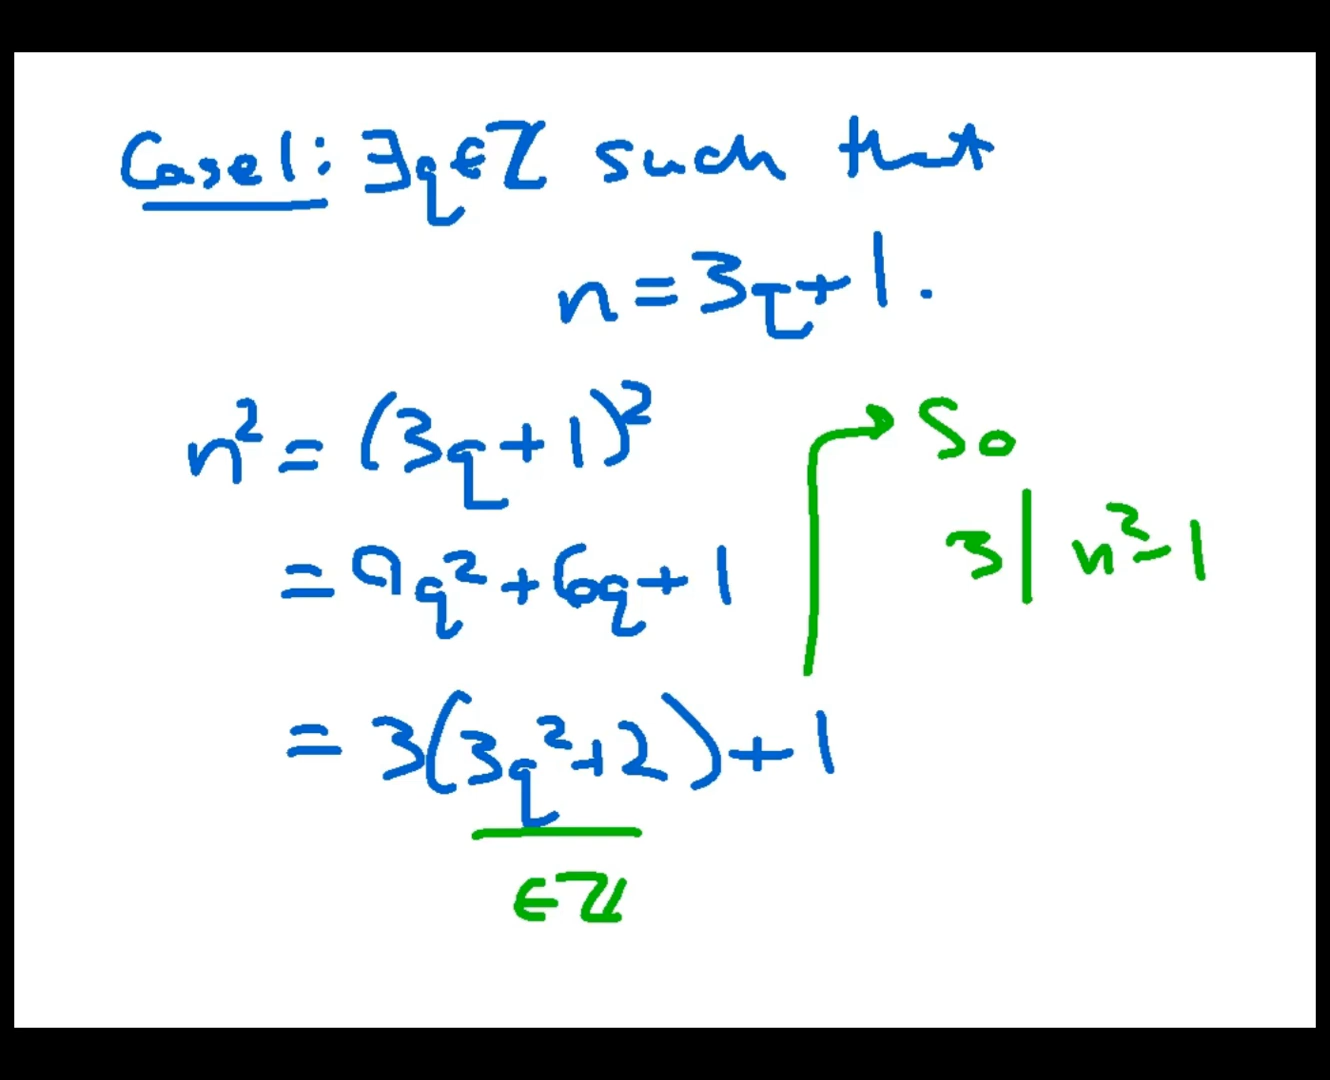 Case 1: ∃q∈ℤ such that
n = 3q + 1.
n² = (3q + 1)²
= 9q² + 6q + 1
= 3(3q² + 2) + 1
∈ℤ
So
3 | n² - 1